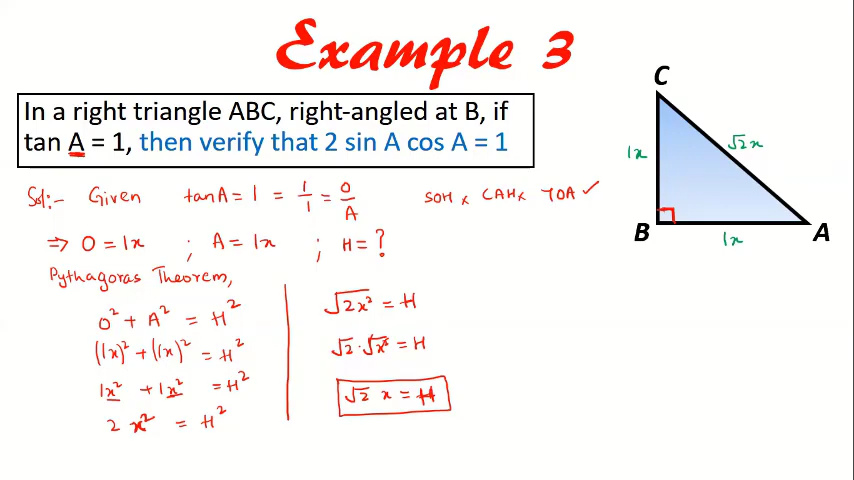 Example 3
In a right triangle ABC, right-angled at B, if
tan A = 1, then verify that 2 sin A cos A = 1
Sol:- Given tanA = 1 = 1/1 = O/A SOH x CAH x TOA ✓
⇒ O = 1x ; A = 1x ; H = ?
Pythagoras Theorem,
O² + A² = H²
(1x)² + (1x)² = H²
1x² + 1x² = H²
2 x² = H²
√2x² = H
√2 · √x² = H
√2 x = H
C
1x
√2x
B
A
1x